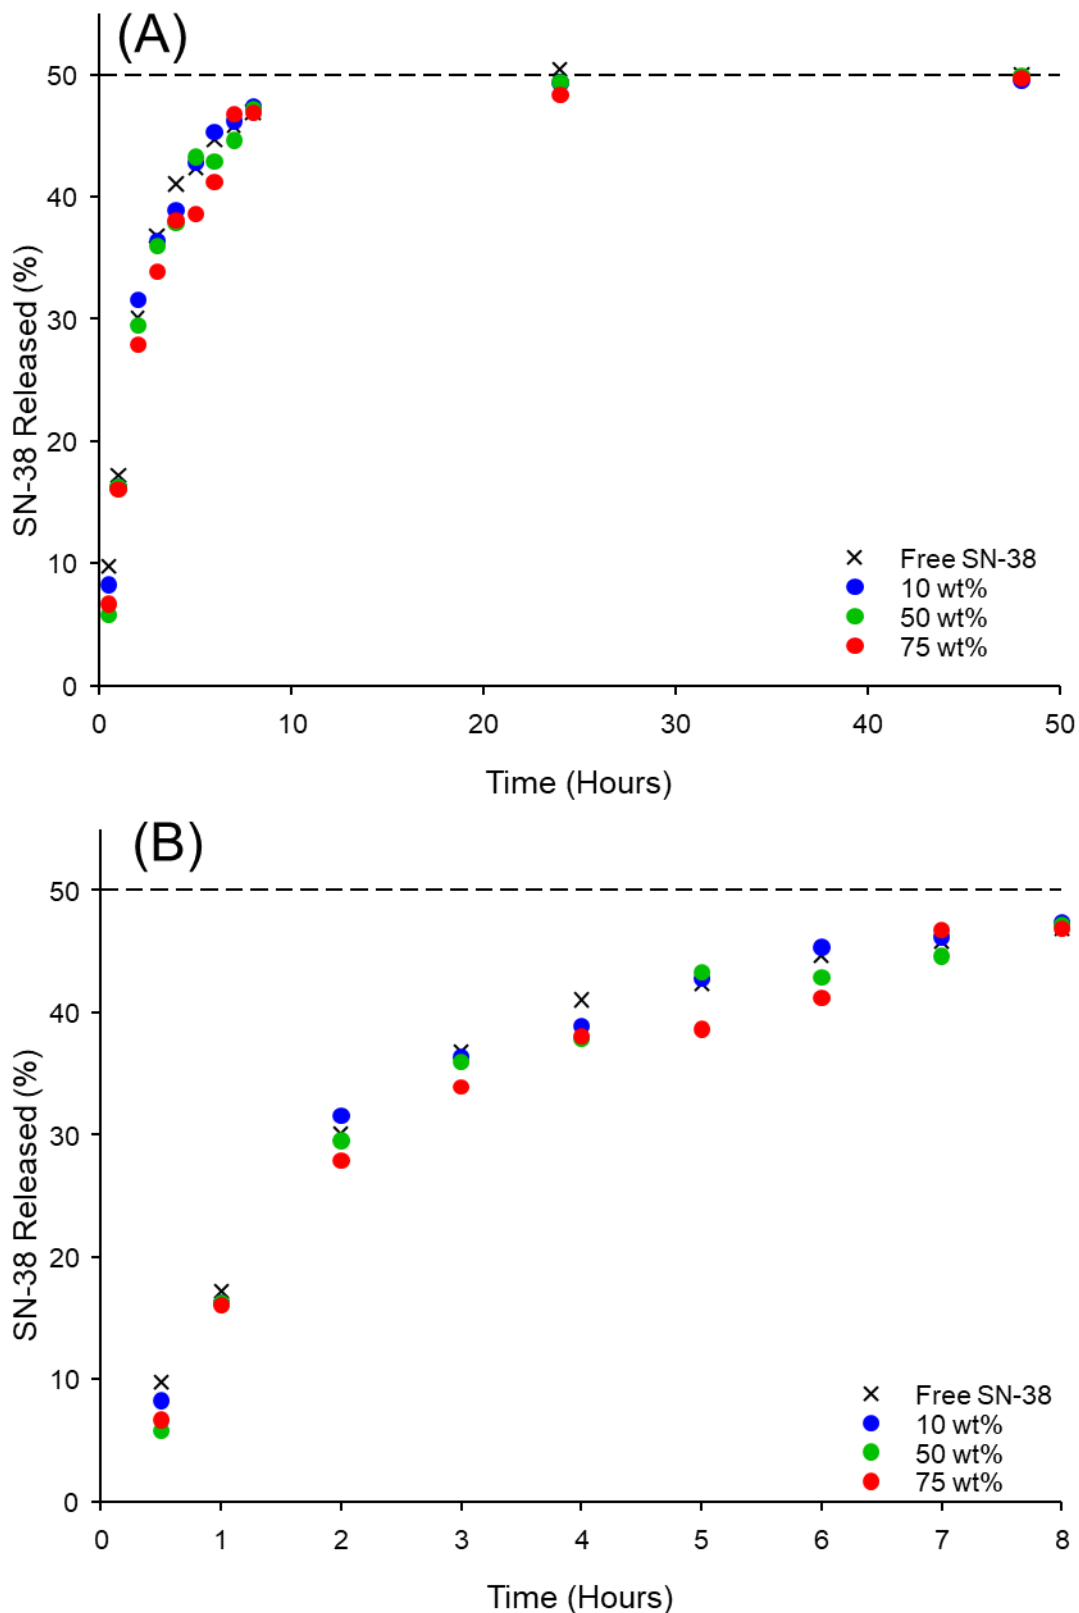 (A)
50
40
30
20
10
0
SN-38 Released (%)
Free SN-38
10 wt%
50 wt%
75 wt%
0 10 20 30 40 50
Time (Hours)
(B)
50
40
30
20
10
0
SN-38 Released (%)
Free SN-38
10 wt%
50 wt%
75 wt%
0 1 2 3 4 5 6 7 8
Time (Hours)